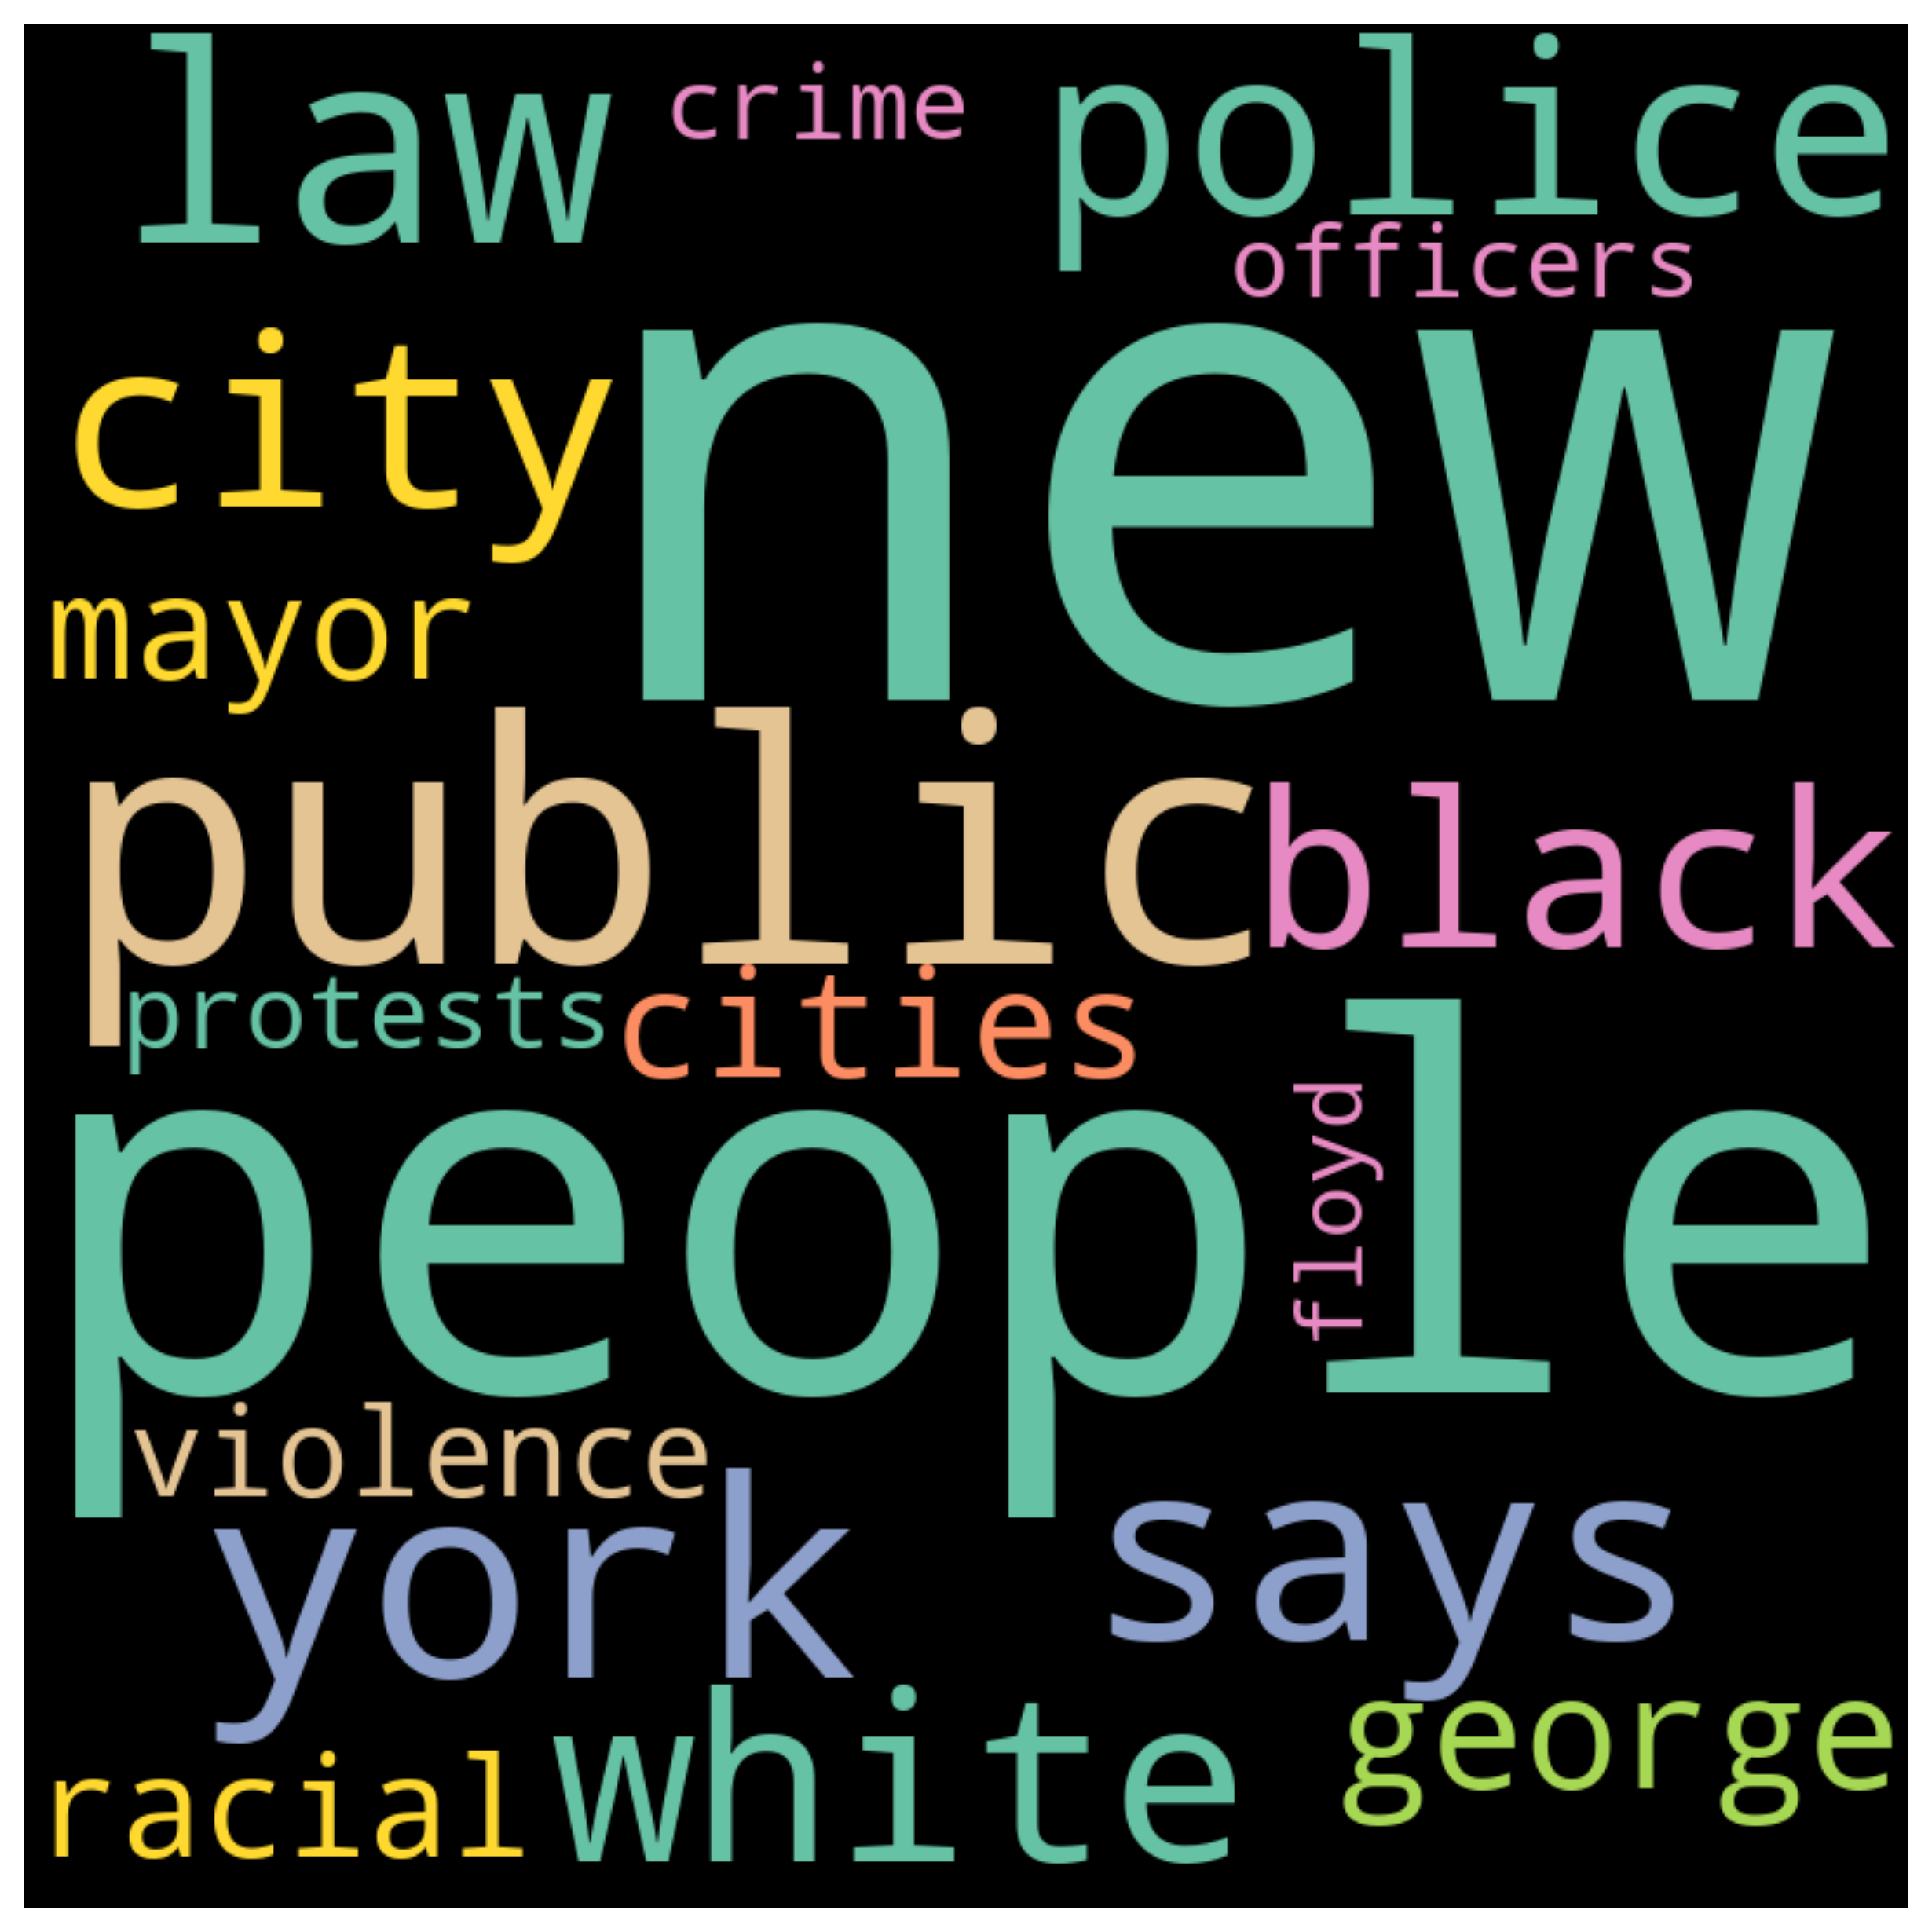 law crime police
officers
city new
mayor
public black
protests cities
people floyd
violence
york says
white george
racial